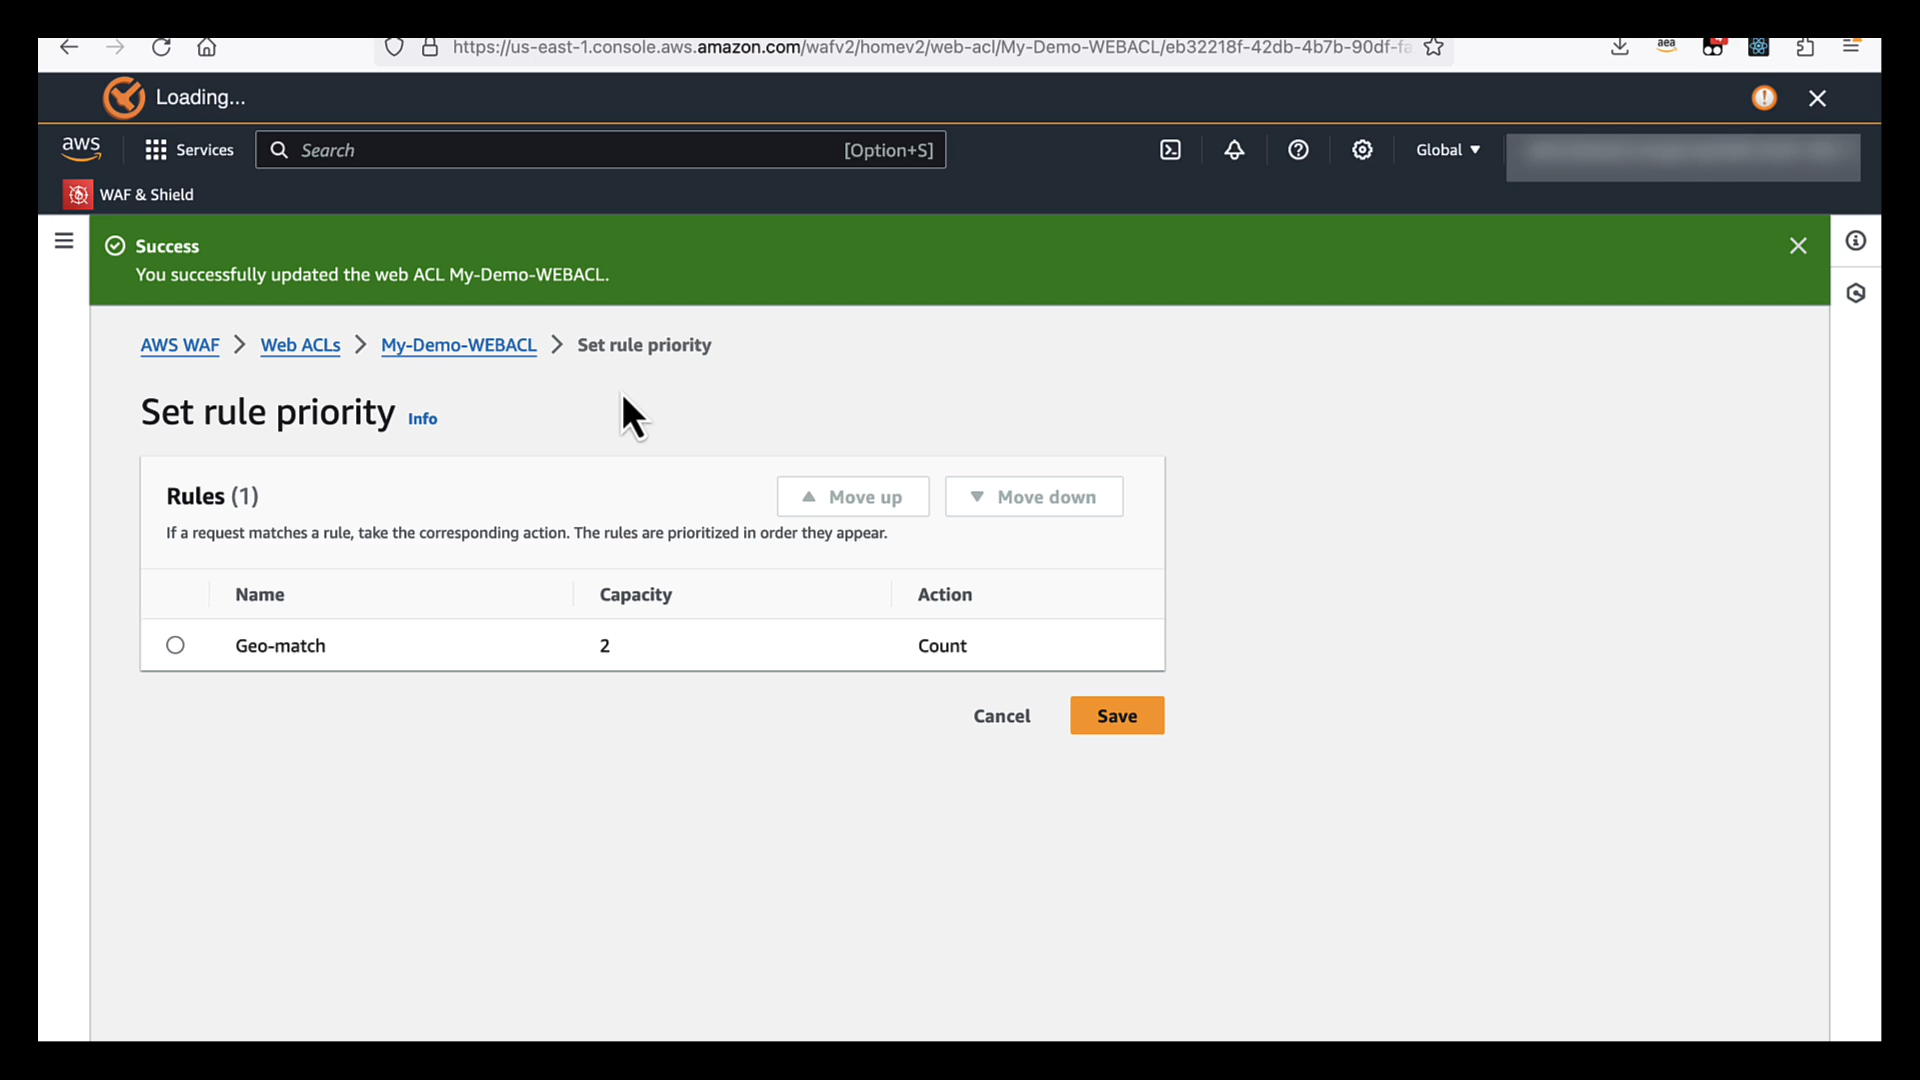 https://us-east-1.console.aws.amazon.com/wafv2/homev2/web-acl/My-Demo-WEBACL/eb32218f-42db-4b7b-90df-fa
aea
Loading...
aws
Services
Search
[Option+S]
Global
WAF & Shield
Success
You successfully updated the web ACL My-Demo-WEBACL.
AWS WAF > Web ACLs > My-Demo-WEBACL > Set rule priority
Set rule priority Info
Rules (1)
Move up
Move down
If a request matches a rule, take the corresponding action. The rules are prioritized in order they appear.
Name Capacity Action
Geo-match 2 Count
Cancel
Save